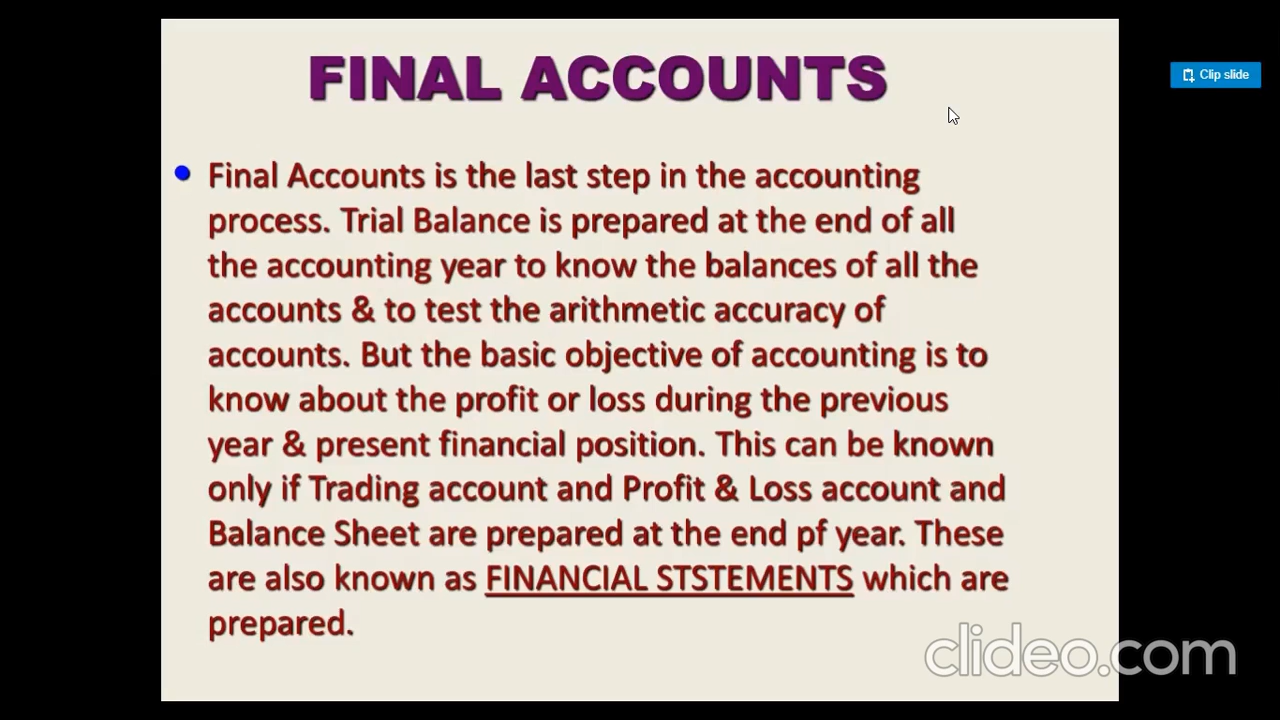 FINAL ACCOUNTS
Clip slide
• Final Accounts is the last step in the accounting
process. Trial Balance is prepared at the end of all
the accounting year to know the balances of all the
accounts & to test the arithmetic accuracy of
accounts. But the basic objective of accounting is to
know about the profit or loss during the previous
year & present financial position. This can be known
only if Trading account and Profit & Loss account and
Balance Sheet are prepared at the end pf year. These
are also known as FINANCIAL STSTEMENTS which are
prepared.
clideo.com